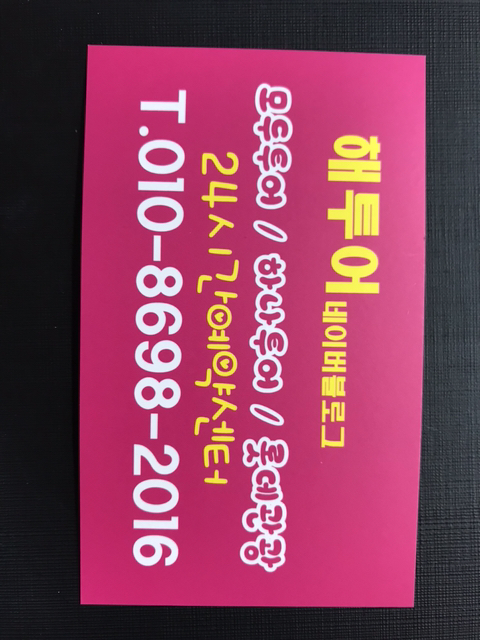 해투어 네이버블로그
모두투어 / 하나투어 / 롯데관광
24시간예약센터
T.010-8698-2016